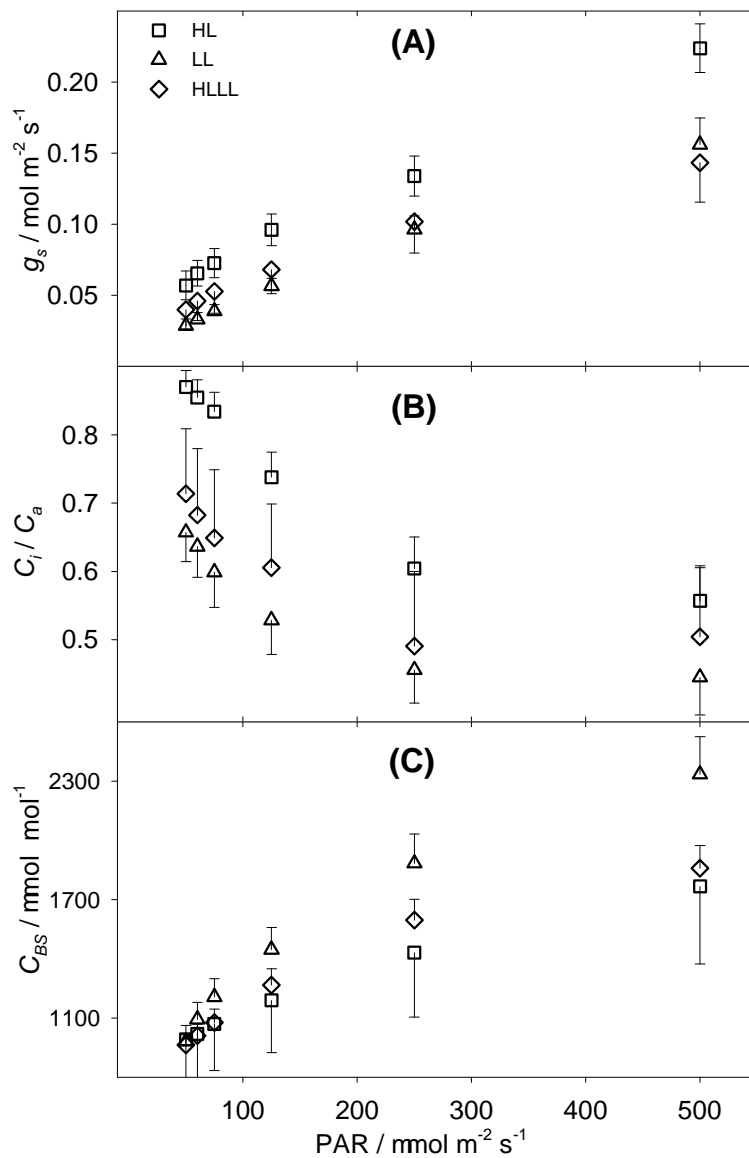 (A)
HL
LL
HLLL
0.20
0.15
0.10
0.05
g_s / mol m⁻² s⁻¹
(B)
0.8
0.7
0.6
0.5
C_i / C_a
(C)
2300
1700
1100
C_BS / mmol mol⁻¹
100 200 300 400 500
PAR / mmol m⁻² s⁻¹